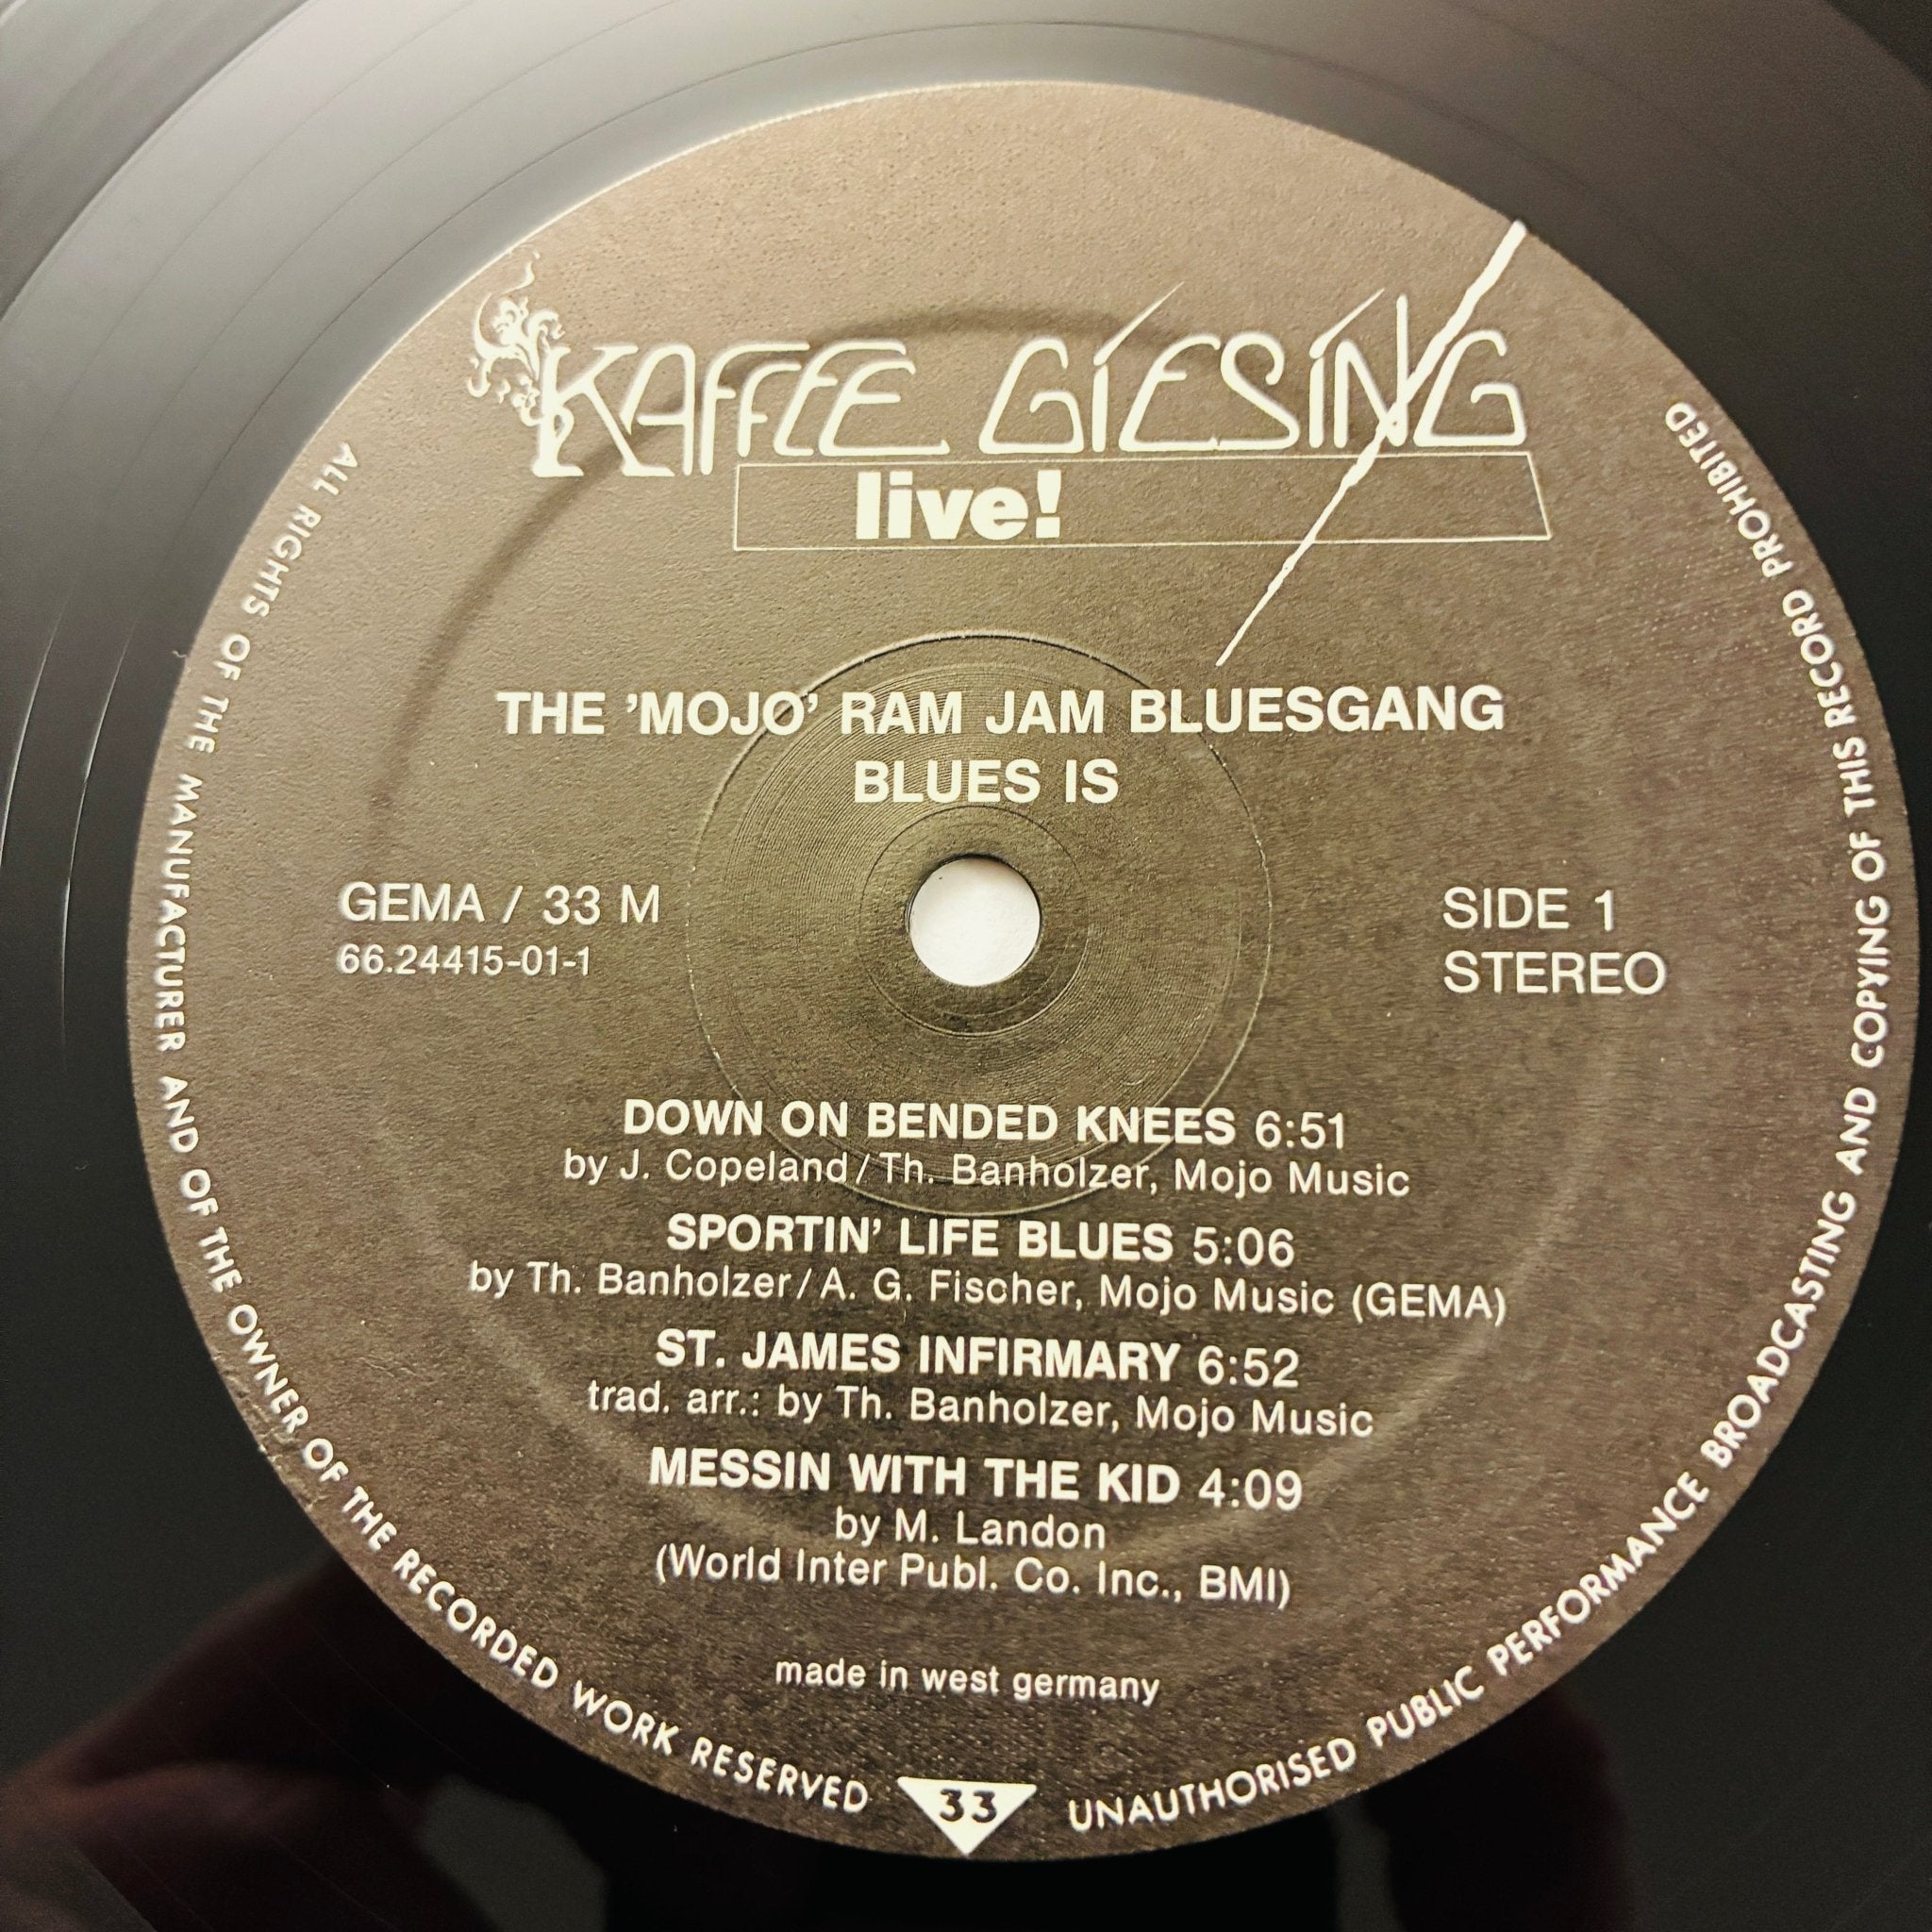 KAFFEE GIESING
live!
THE 'MOJO' RAM JAM BLUESGANG
BLUES IS
GEMA / 33 M
66.24415-01-1
SIDE 1
STEREO
DOWN ON BENDED KNEES 6:51
by J. Copeland/Th. Banholzer, Mojo Music
SPORTIN' LIFE BLUES 5:06
by Th. Banholzer/A. G. Fischer, Mojo Music (GEMA)
ST. JAMES INFIRMARY 6:52
trad. arr.: by Th. Banholzer, Mojo Music
MESSIN WITH THE KID 4:09
by M. Landon
(World Inter Publ. Co. Inc., BMI)
made in west germany
ALL RIGHTS OF THE MANUFACTURER AND OF THE OWNER OF THE RECORDED WORK RESERVED
33
UNAUTHORISED PUBLIC PERFORMANCE BROADCASTING AND COPYING OF THIS RECORD PROHIBITED